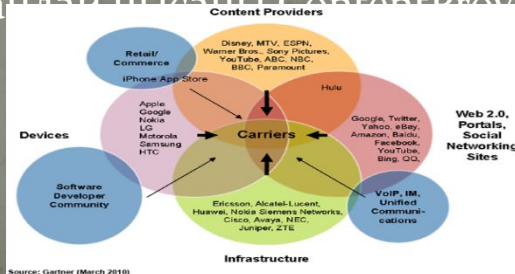 Content Providers
Disney, MTV, ESPN,
Warner Bros., Sony Pictures,
YouTube, ABC, NBC,
BBC, Paramount
Retail/
Commerce
iPhone App Store
Hulu
Devices
Apple
Google
Nokia
LG
Motorola
Samsung
HTC
Carriers
Google, Twitter,
Yahoo, eBay,
Amazon, Baidu,
Facebook,
YouTube,
Bing, QQ,
Web 2.0,
Portals,
Social
Networking
Sites
Software
Developer
Community
Ericsson, Alcatel-Lucent,
Huawei, Nokia Siemens Networks,
Cisco, Avaya, NEC,
Juniper, ZTE
VoIP, IM,
Unified
Communi-
cations
Infrastructure
Source: Gartner (March 2010)